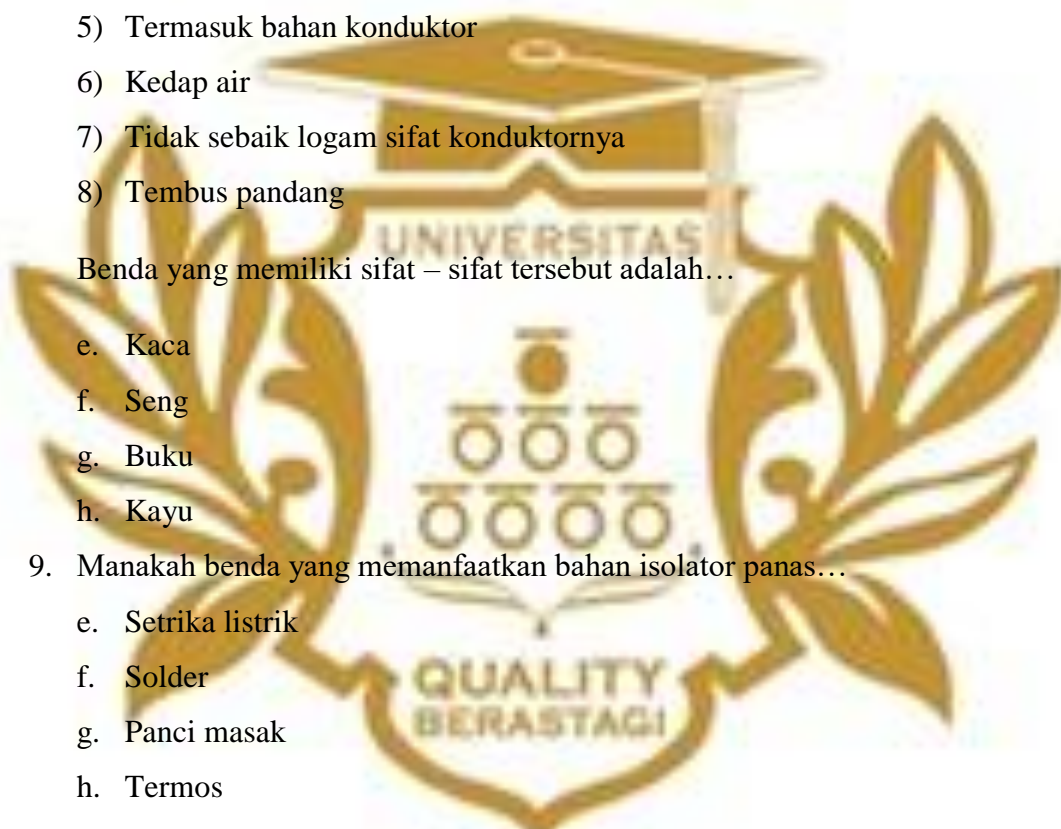 5) Termasuk bahan konduktor
6) Kedap air
7) Tidak sebaik logam sifat konduktornya
8) Tembus pandang
UNIVERSITAS
Benda yang memiliki sifat – sifat tersebut adalah…
e. Kaca
f. Seng
g. Buku
h. Kayu
9. Manakah benda yang memanfaatkan bahan isolator panas…
e. Setrika listrik
f. Solder
QUALITY
g. Panci masak
BERASTAGI
h. Termos